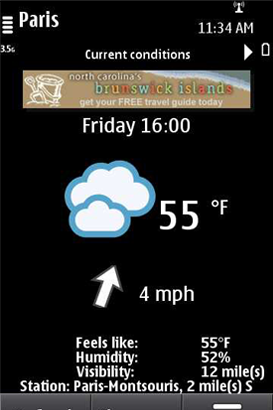 Paris
11:34 AM
3.5G
Current conditions
north carolina's
brunswick islands
get your FREE travel guide today
Friday 16:00
55 °F
4 mph
Feels like: 55°F
Humidity: 52%
Visibility: 12 mile(s)
Station: Paris-Montsouris, 2 mile(s) S